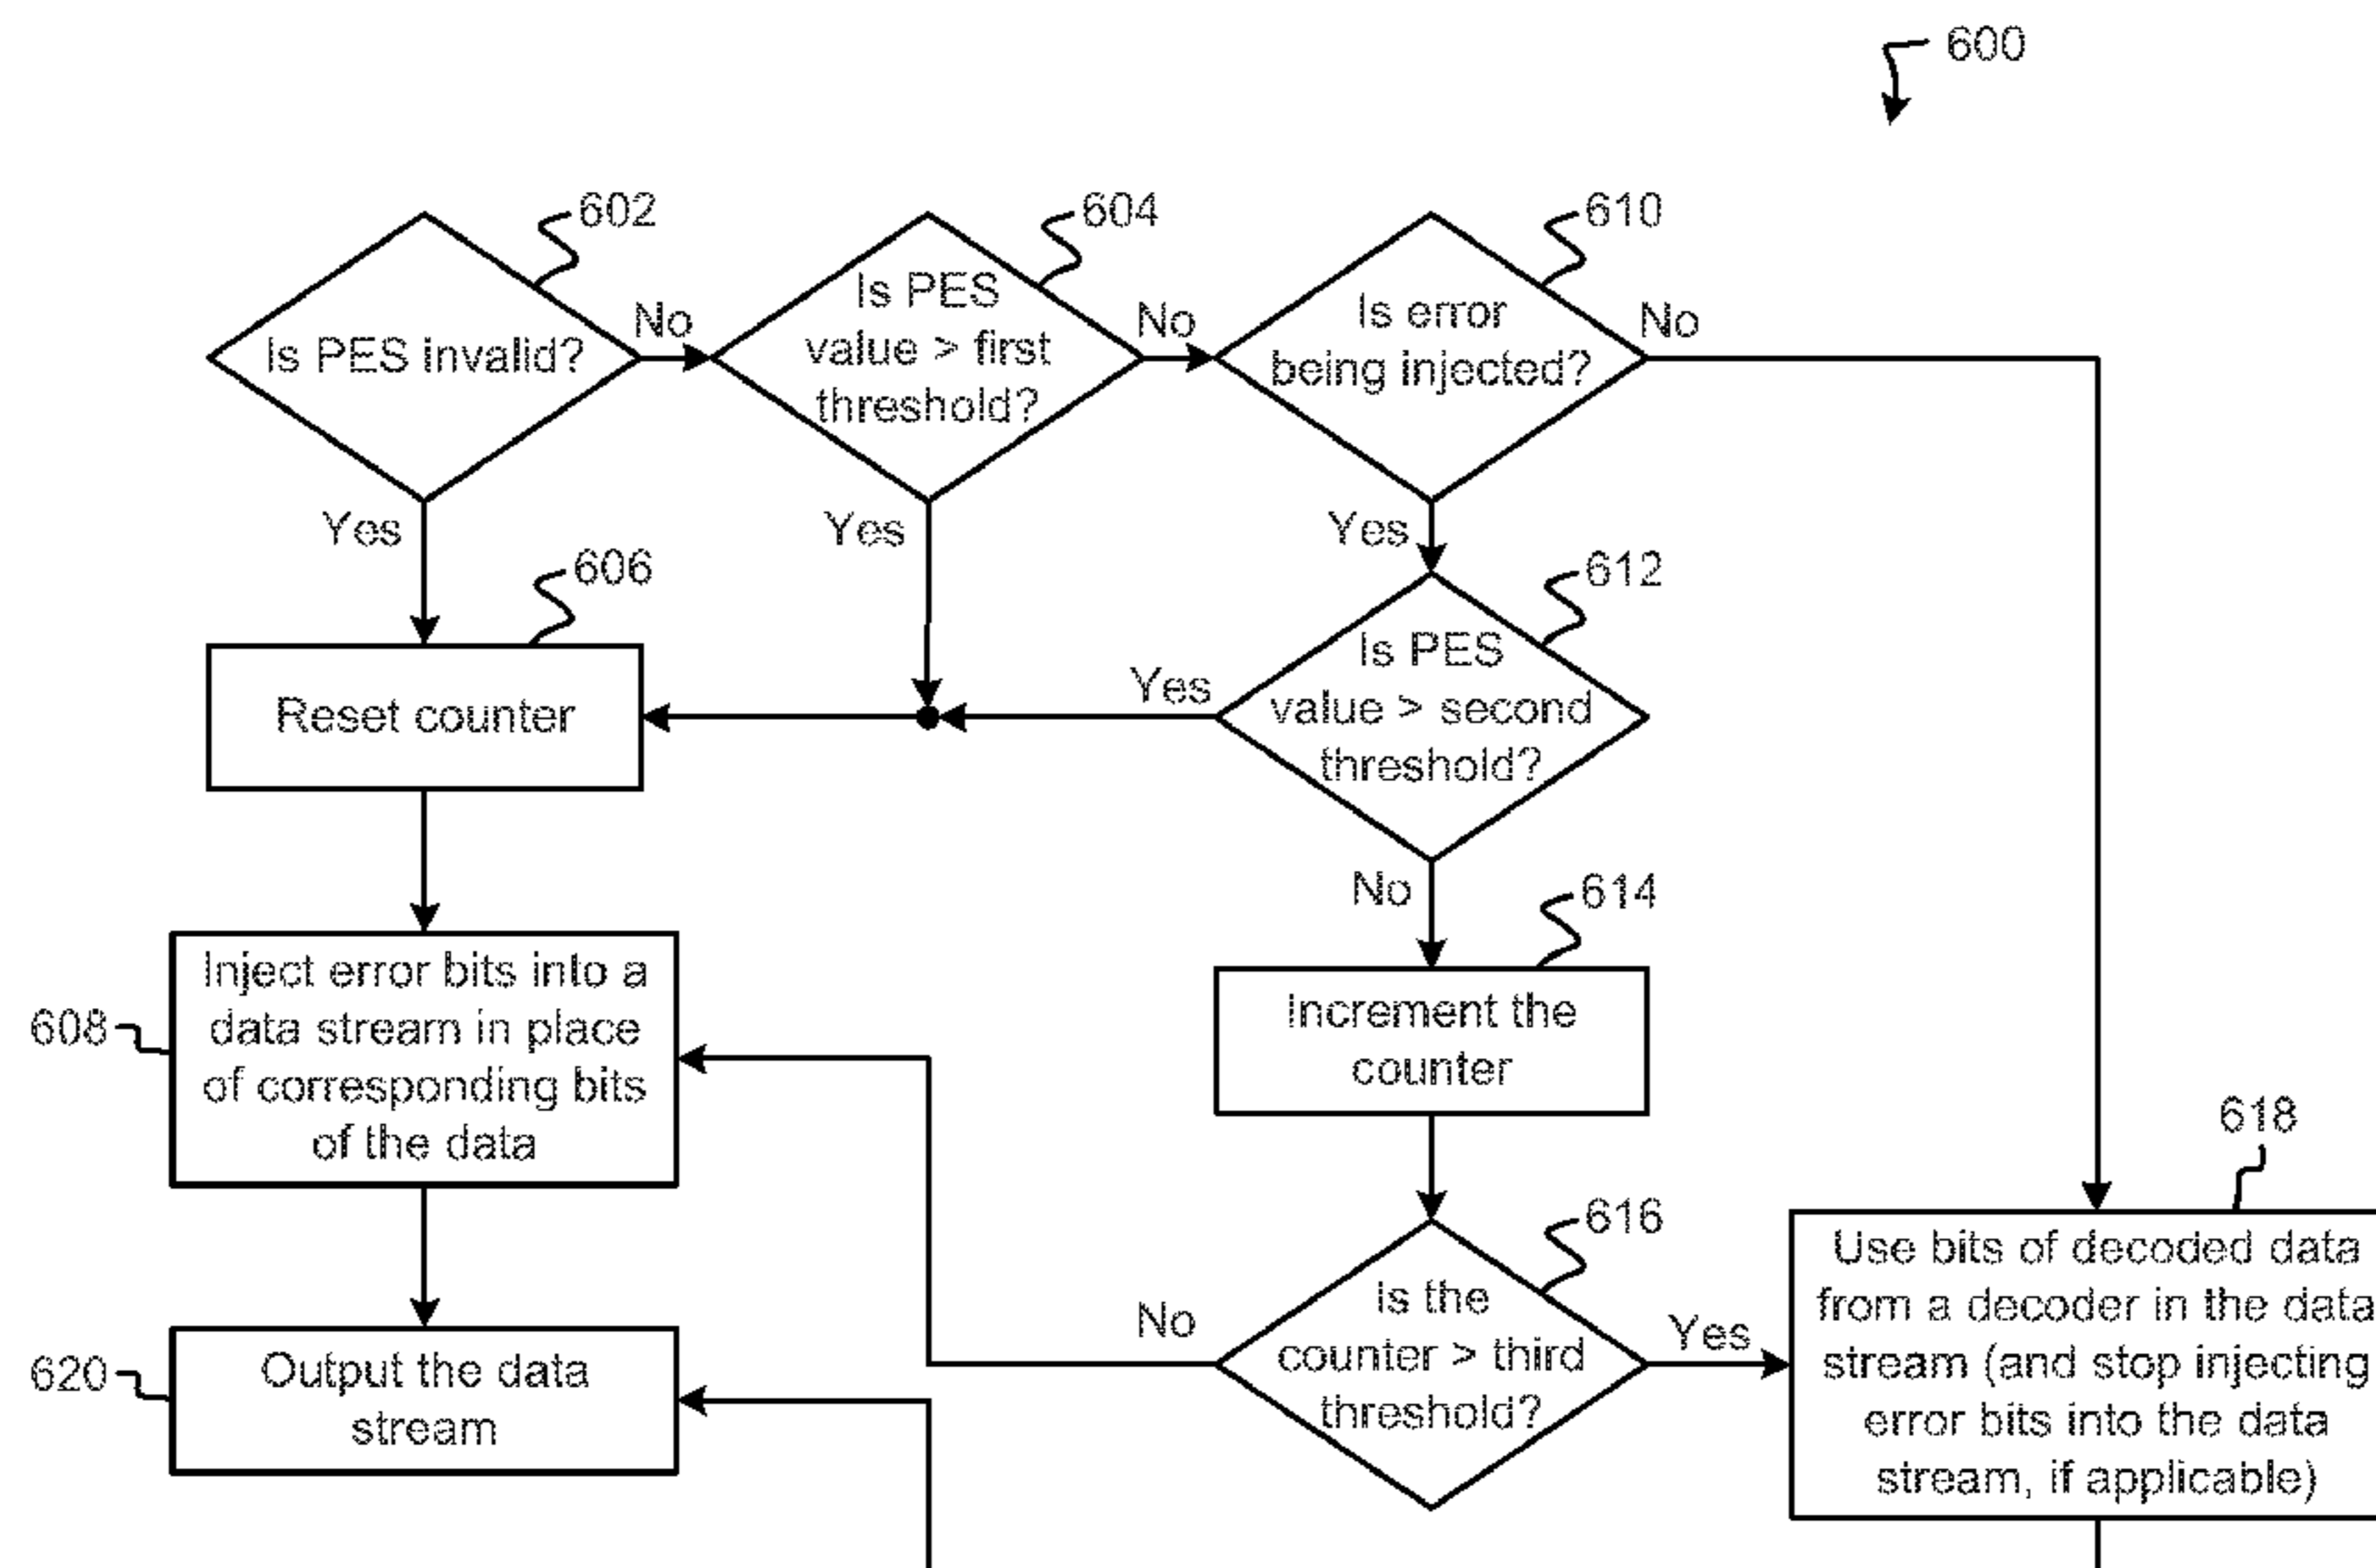 600
602
604
610
Is PES invalid?
No
Is PES
value > first
threshold?
No
Is error
being injected?
No
Yes
Yes
Yes
606
612
Reset counter
Yes
Is PES
value > second
threshold?
No
614
608
Inject error bits into a
data stream in place
of corresponding bits
of the data
Increment the
counter
616
618
620
Output the data
stream
No
Is the
counter > third
threshold?
Yes
Use bits of decoded data
from a decoder in the data
stream (and stop injecting
error bits into the data
stream, if applicable)